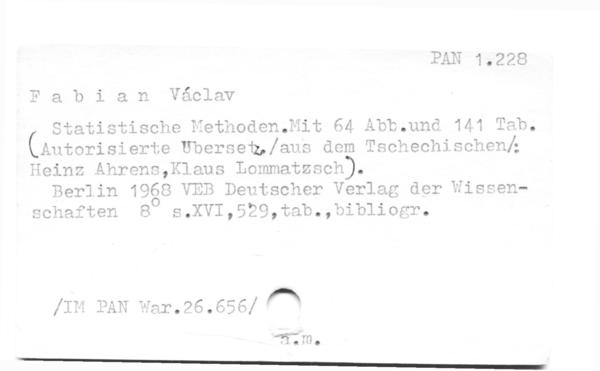 PAN 1.228
F a b i a n  Václav
Statistische Methoden.Mit 64 Abb.und 141 Tab.
(Autorisierte Übersetz./aus dem Tschechischen/:
Heinz Ahrens,Klaus Lommatzsch).
Berlin 1968 VEB Deutscher Verlag der Wissen-
schaften 8° s.XVI,529,tab.,bibliogr.
/IM PAN War.26.656/
a.m.